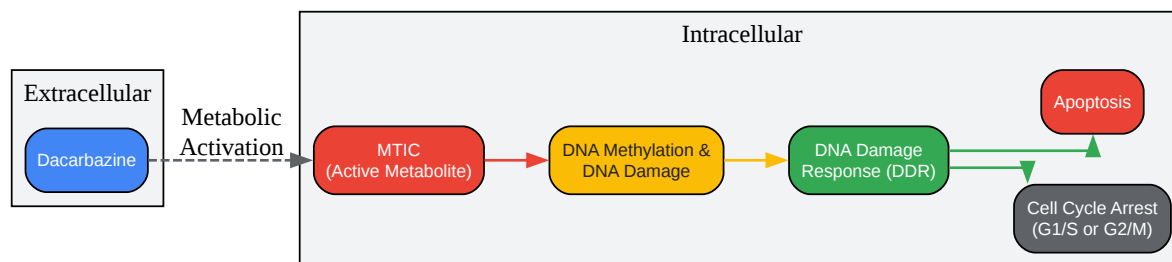 Extracellular
Dacarbazine
Metabolic
Activation
Intracellular
MTIC
(Active Metabolite)
DNA Methylation &
DNA Damage
DNA Damage
Response (DDR)
Apoptosis
Cell Cycle Arrest
(G1/S or G2/M)